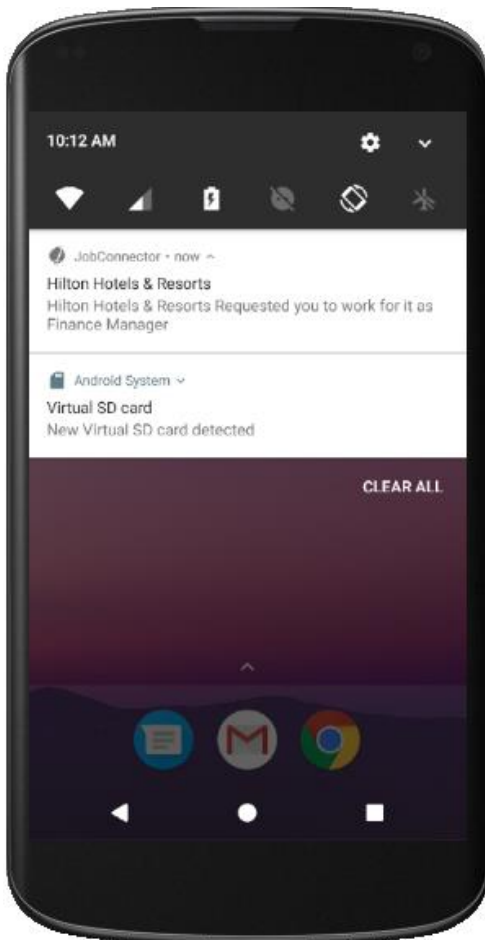 10:12 AM
JobConnector • now
Hilton Hotels & Resorts
Hilton Hotels & Resorts Requested you to work for it as
Finance Manager
Android System
Virtual SD card
New Virtual SD card detected
CLEAR ALL